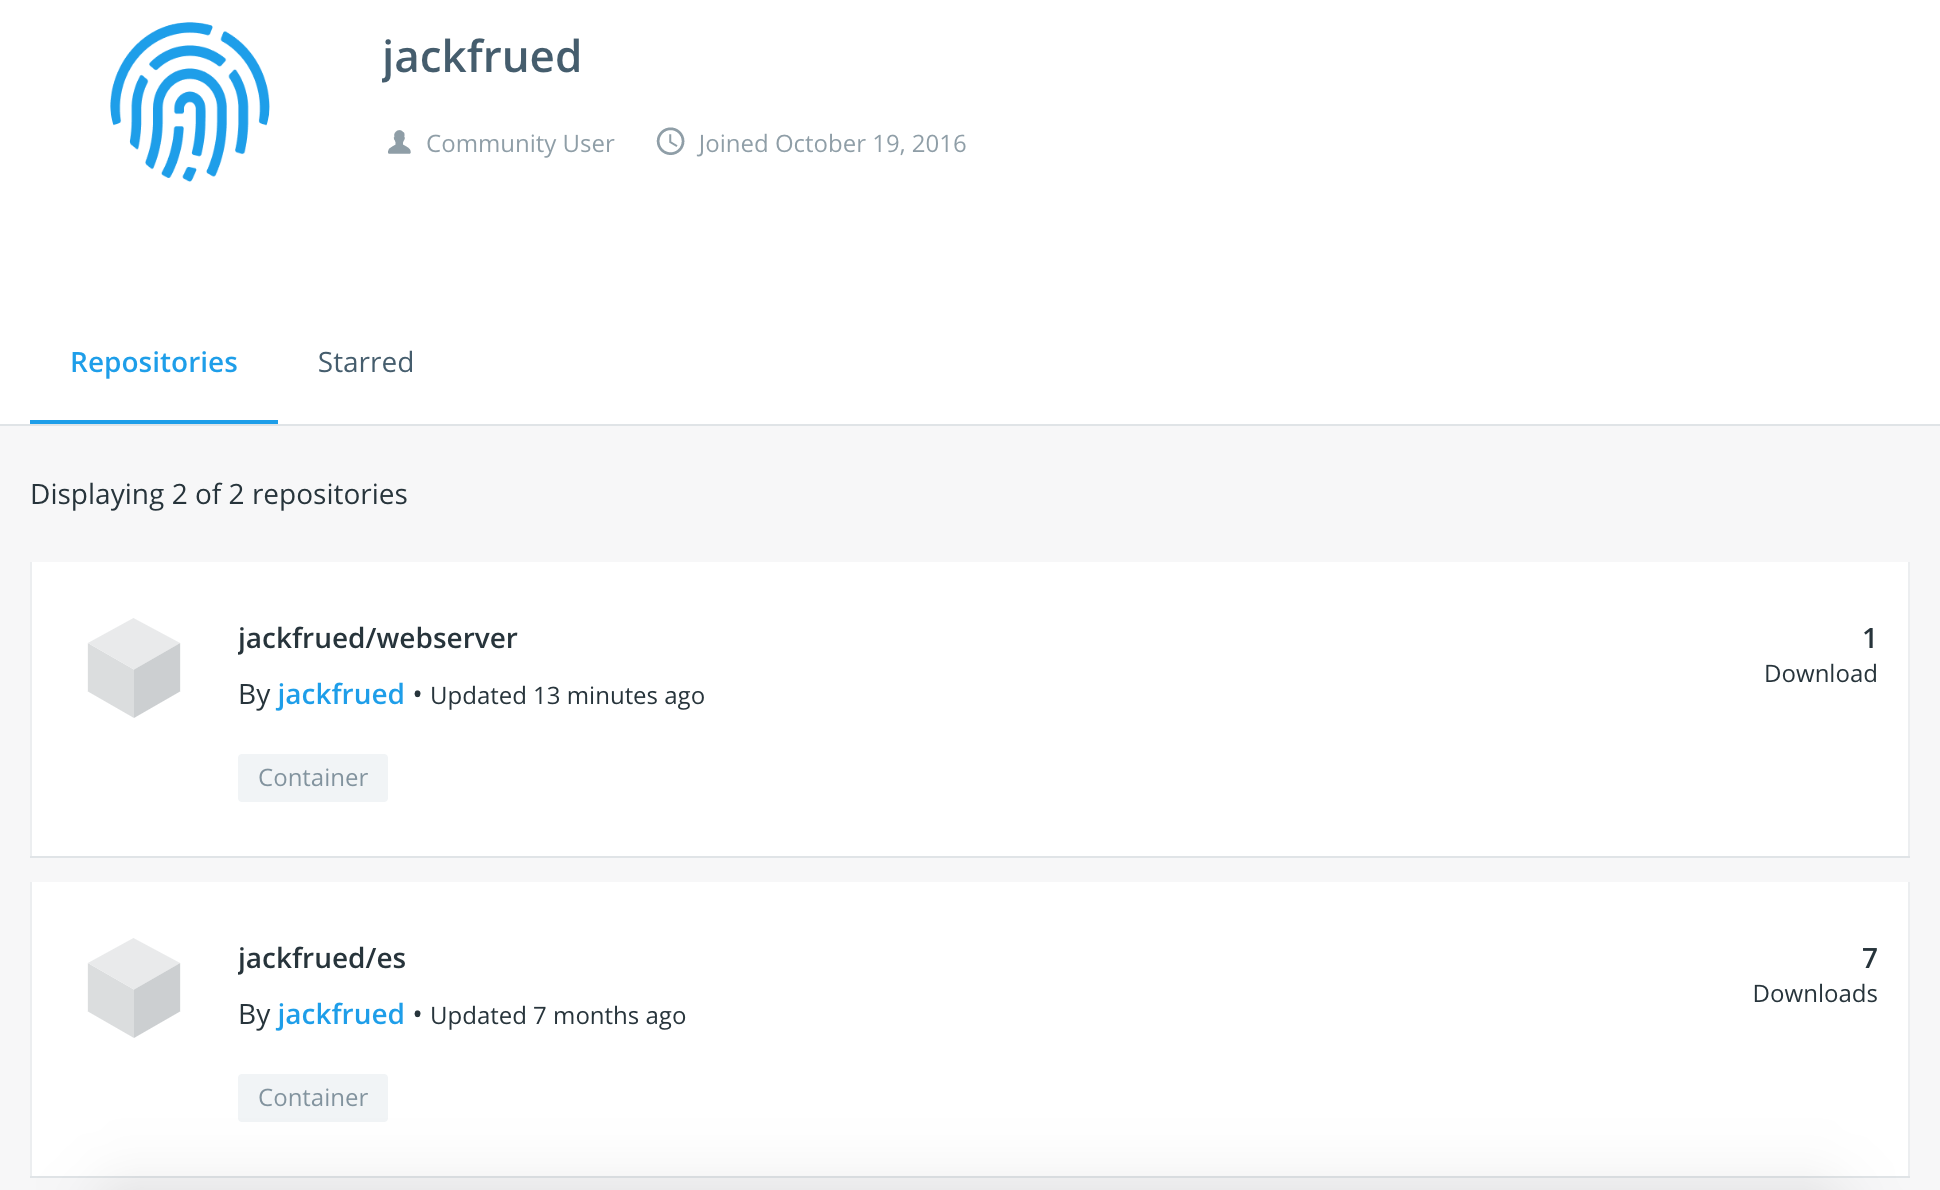 jackfrued
Community User Joined October 19, 2016
Repositories Starred
Displaying 2 of 2 repositories
jackfrued/webserver
1
Download
By jackfrued • Updated 13 minutes ago
Container
jackfrued/es
7
Downloads
By jackfrued • Updated 7 months ago
Container